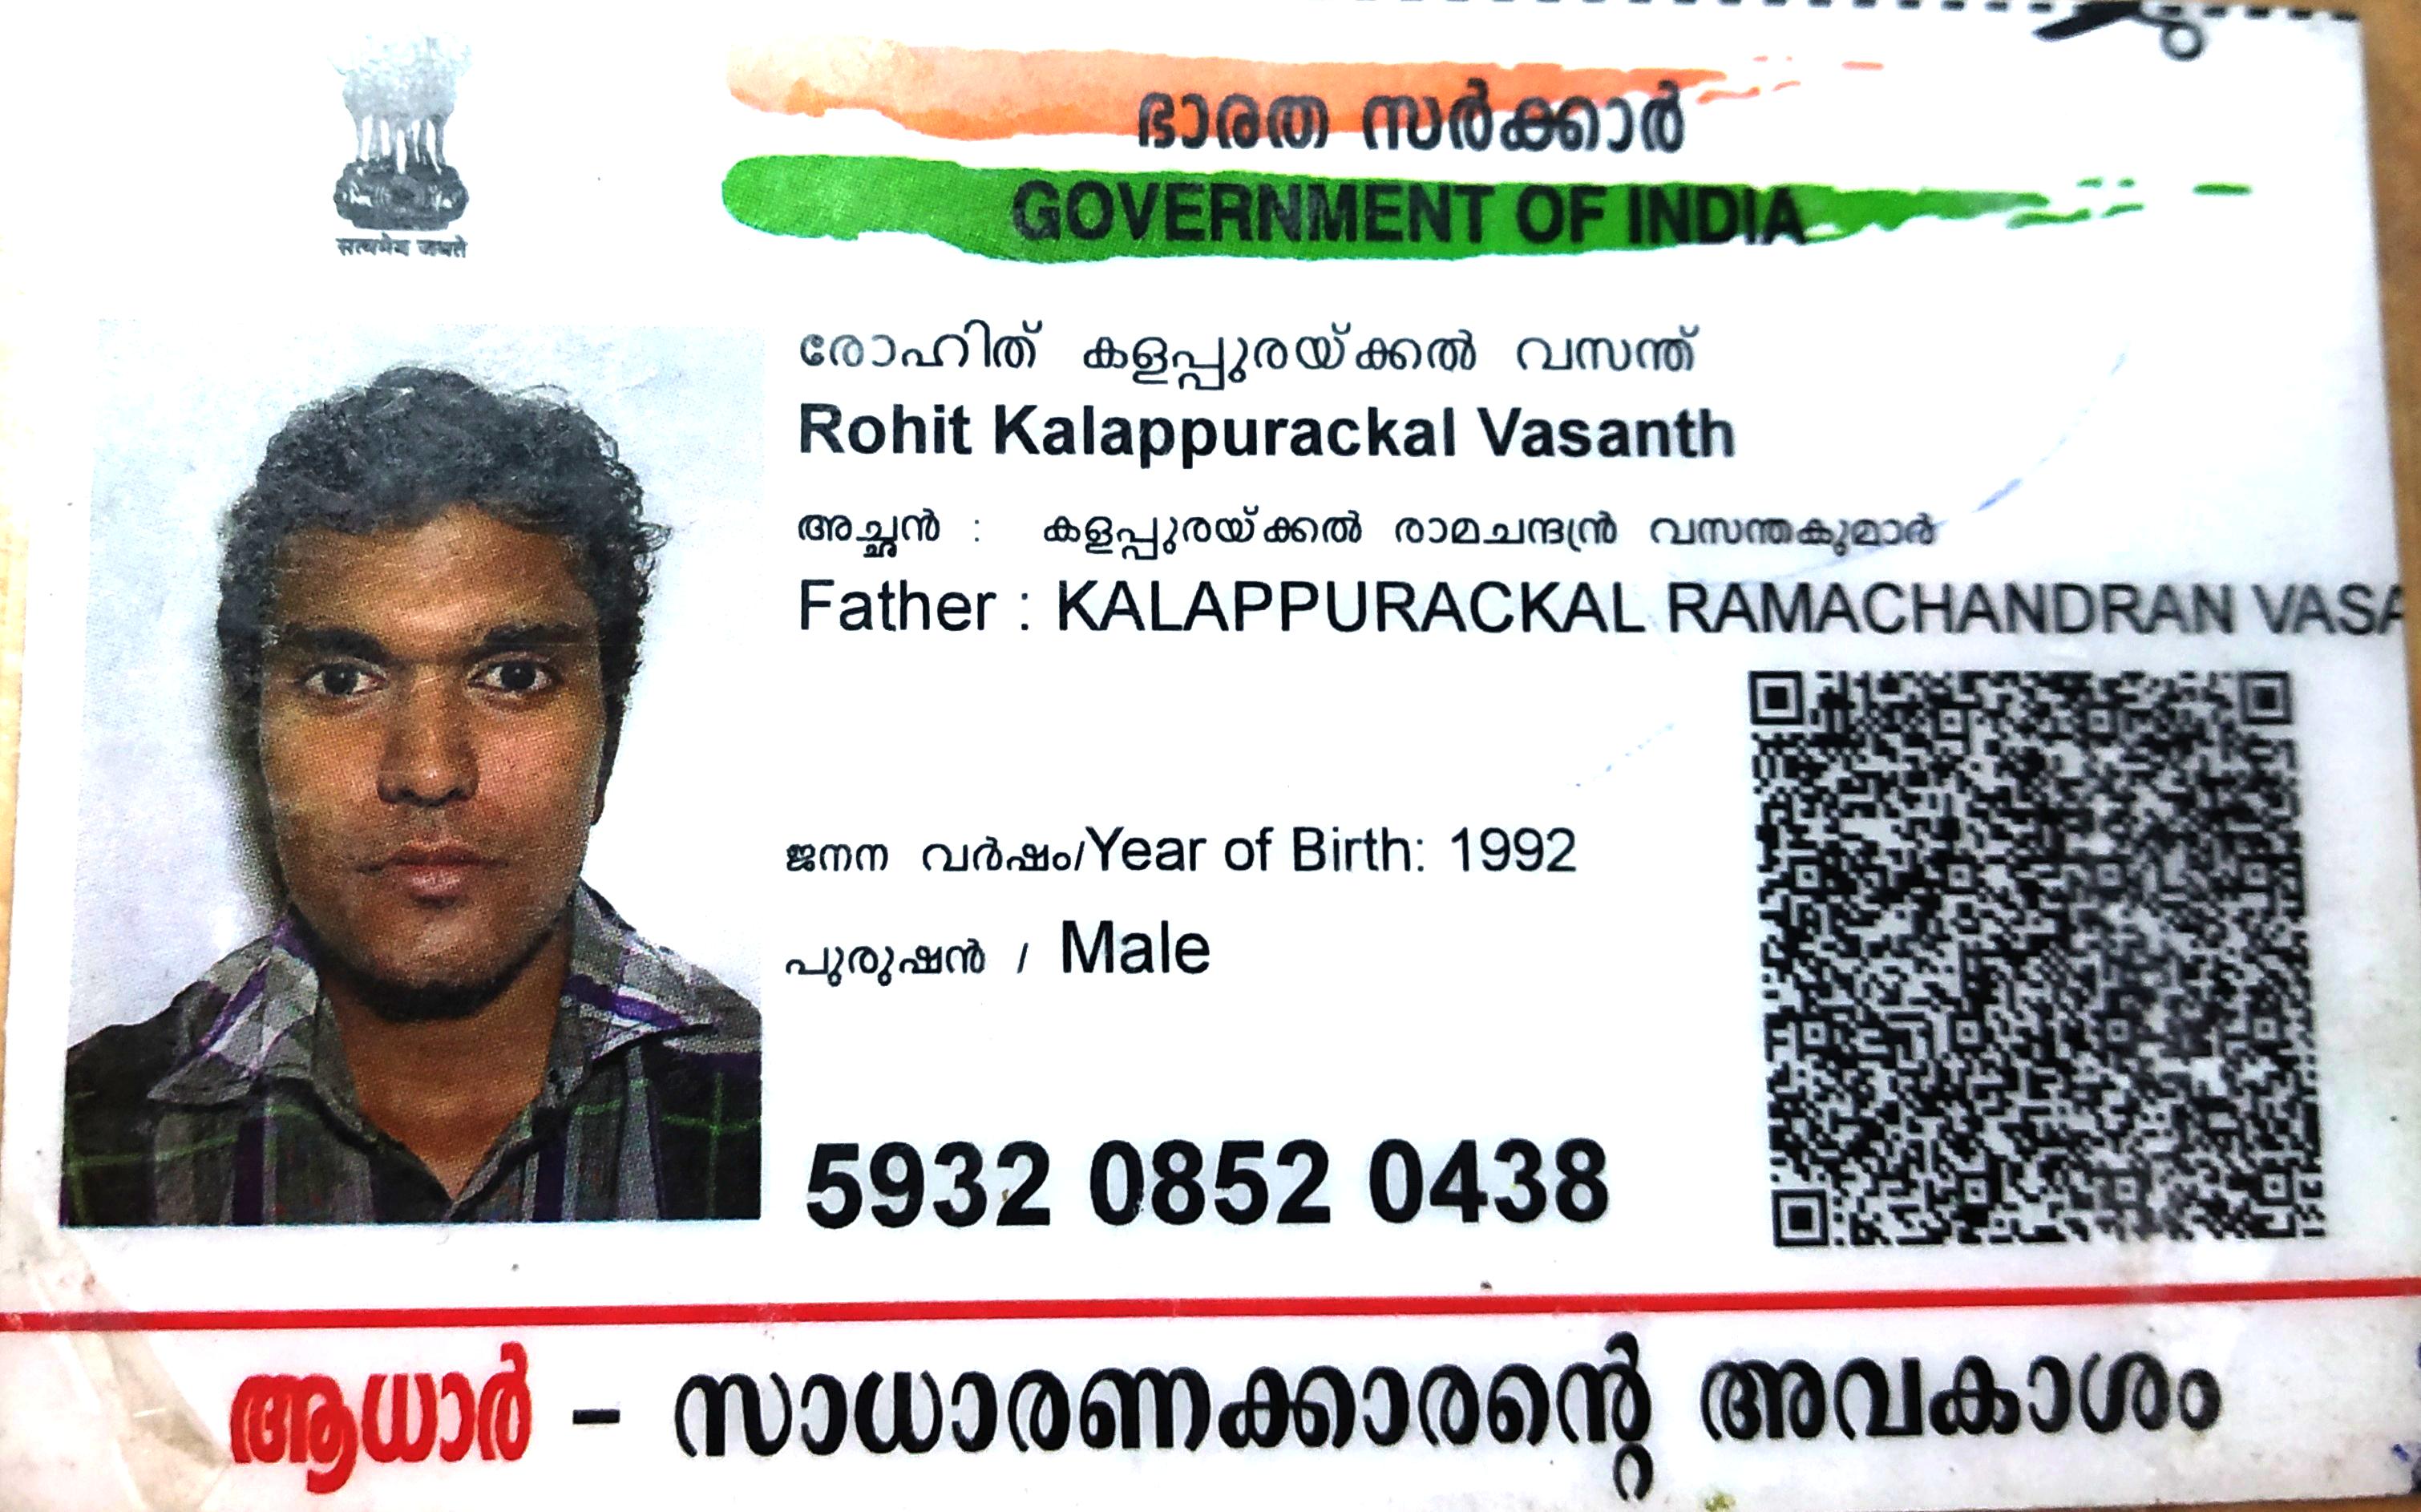 सत्यमेव जयते
ഭാരത സർക്കാർ
GOVERNMENT OF INDIA
രോഹിത് കളപ്പുരയ്ക്കൽ വസന്ത്
Rohit Kalappurackal Vasanth
അച്ഛൻ : കളപ്പുരയ്ക്കൽ രാമചന്ദ്രൻ വസന്തകുമാർ
Father : KALAPPURACKAL RAMACHANDRAN VASA
ജനന വർഷം/Year of Birth: 1992
പുരുഷൻ / Male
5932 0852 0438
ആധാർ - സാധാരണക്കാരന്റെ അവകാശം